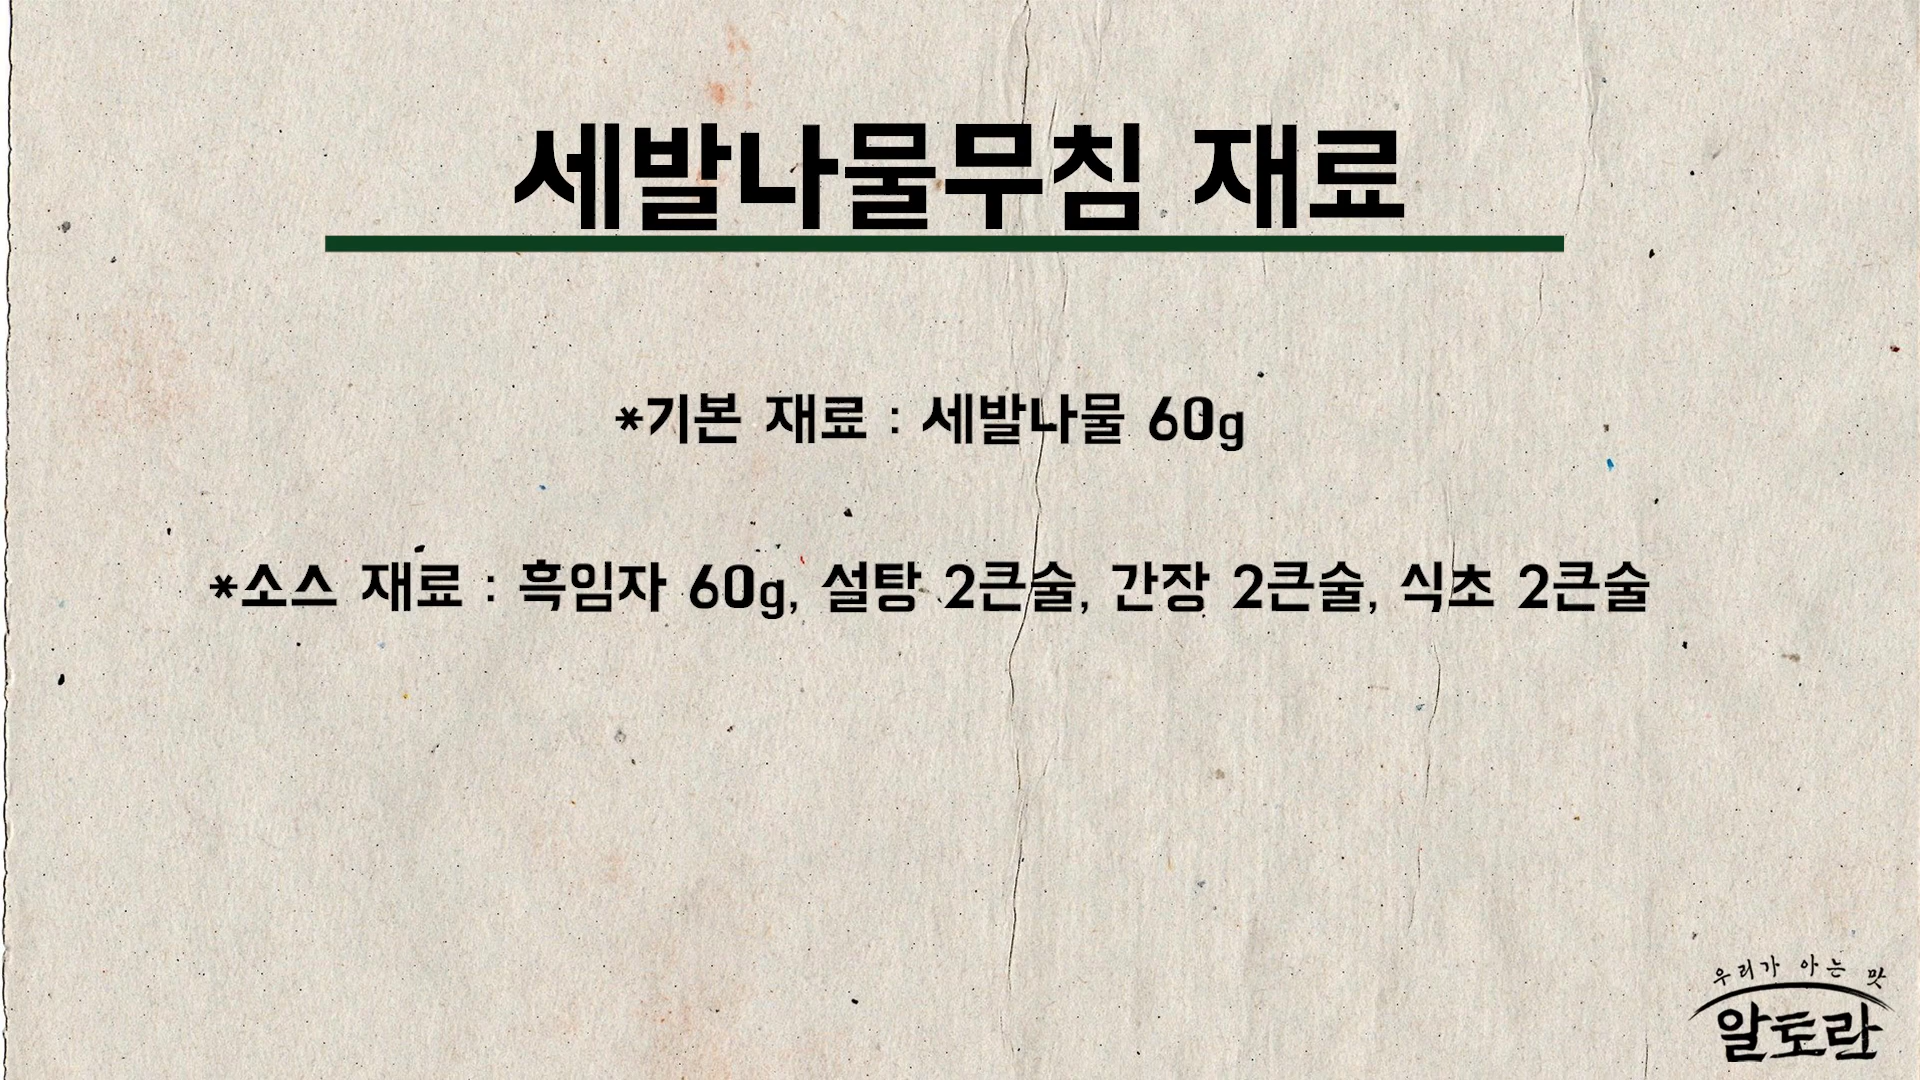 세발나물무침 재료
*기본 재료 : 세발나물 60g
*소스 재료 : 흑임자 60g, 설탕 2큰술, 간장 2큰술, 식초 2큰술
우리가 아는 맛
알토란